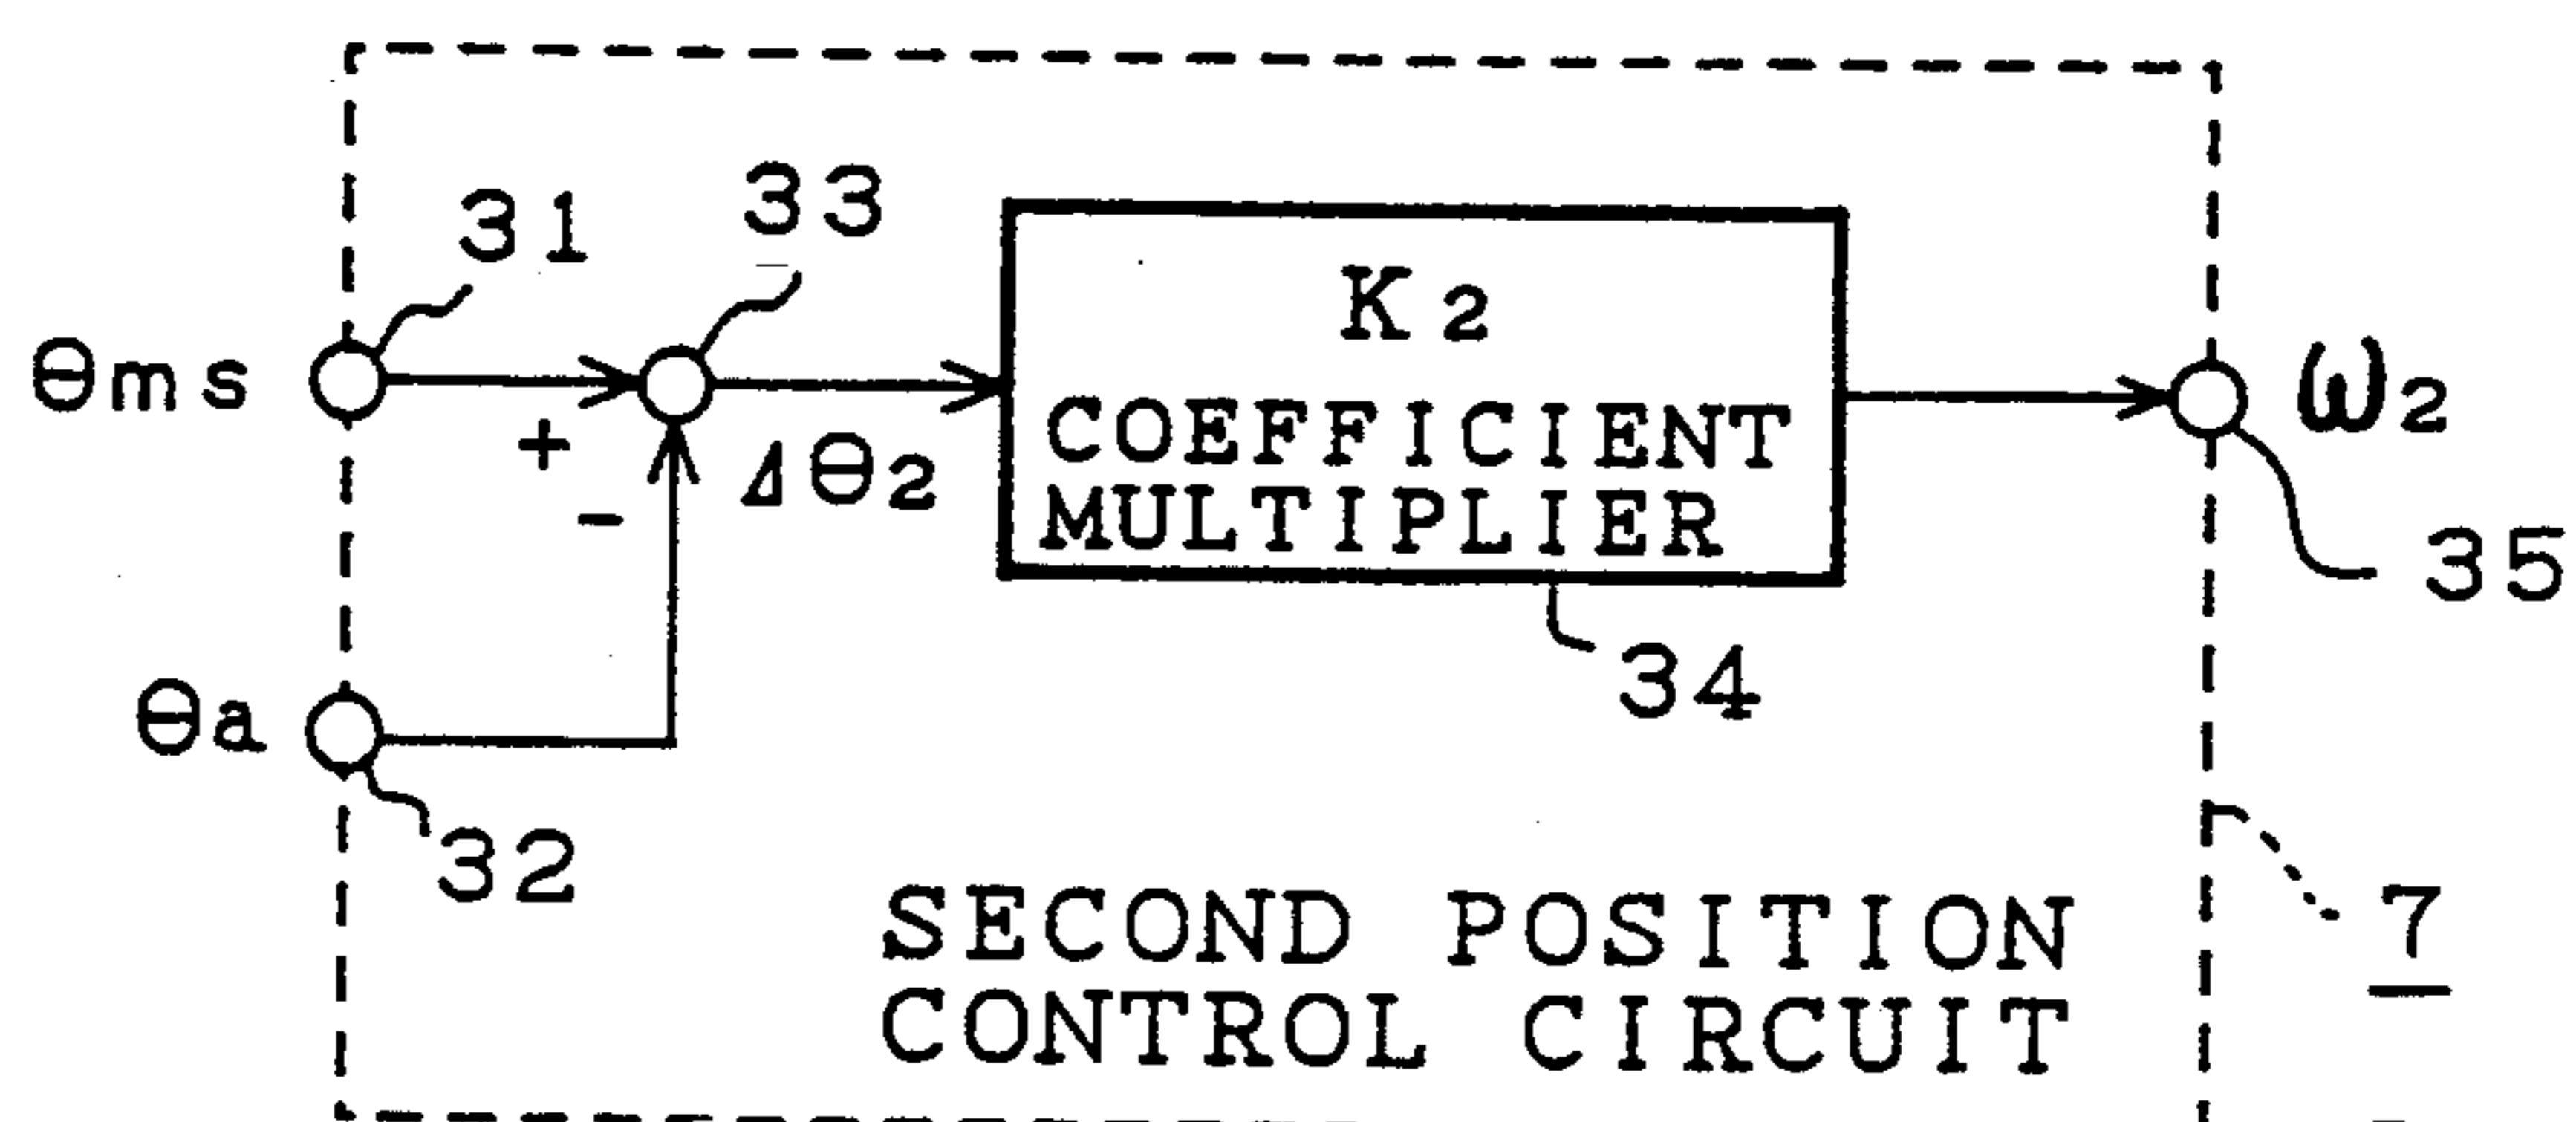 31
33
K2
COEFFICIENT
MULTIPLIER
θms
+
-
Δθ2
ω2
35
34
θa
32
SECOND POSITION
CONTROL CIRCUIT
7